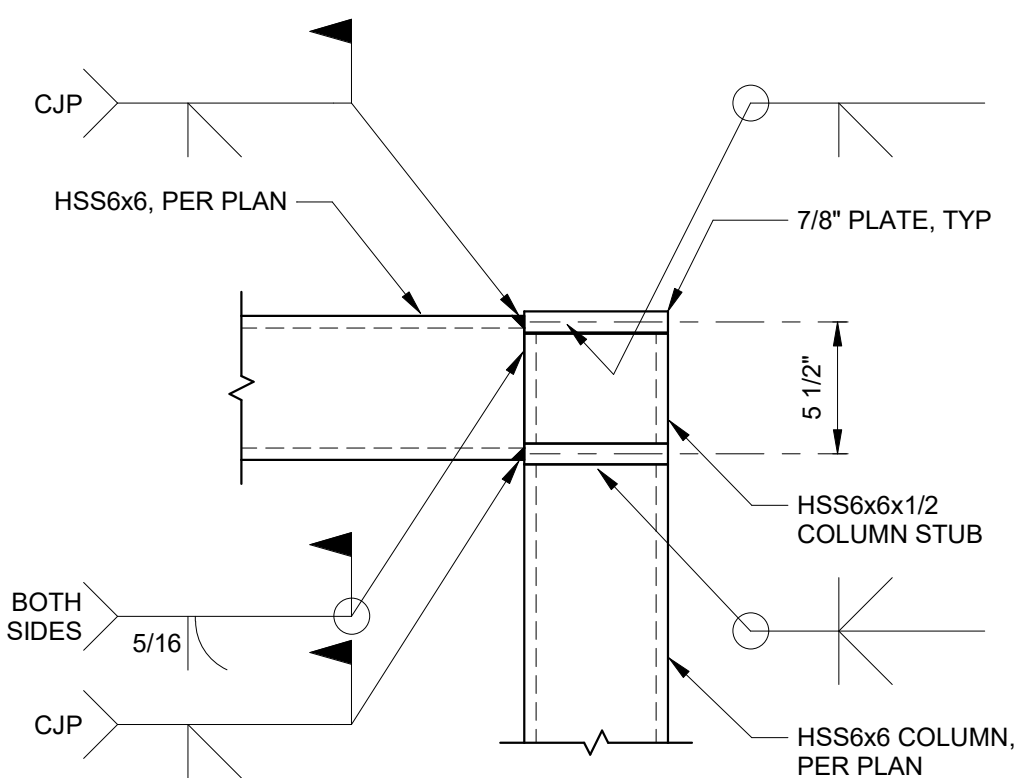 CJP
HSS6x6, PER PLAN
7/8" PLATE, TYP
5 1/2"
HSS6x6x1/2
COLUMN STUB
BOTH
SIDES
5/16
CJP
HSS6x6 COLUMN,
PER PLAN